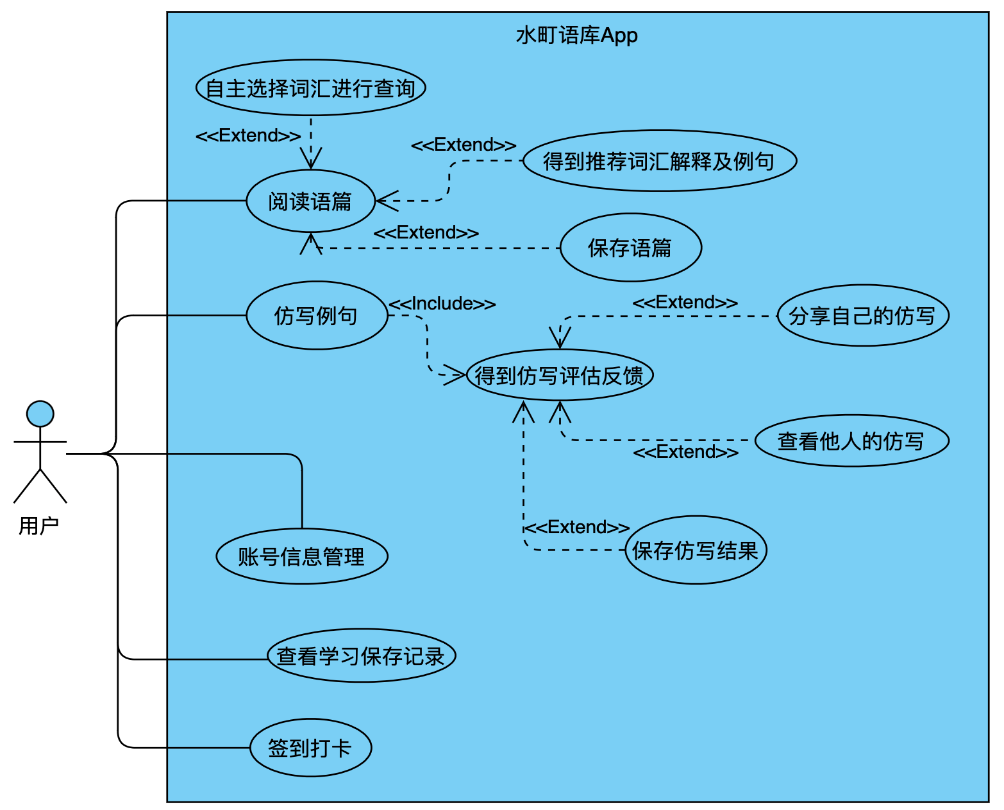 水町语库App
自主选择词汇进行查询
<<Extend>>
<<Extend>>
得到推荐词汇解释及例句
阅读语篇
<<Extend>>
保存语篇
仿写例句
<<Include>>
<<Extend>>
分享自己的仿写
得到仿写评估反馈
查看他人的仿写
<<Extend>>
用户
<<Extend>>
保存仿写结果
账号信息管理
查看学习保存记录
签到打卡